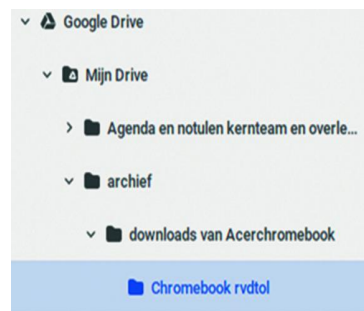 Google Drive
Mijn Drive
Agenda en notulen kernteam en overle...
archief
downloads van Acerchromebook
Chromebook rvdtol